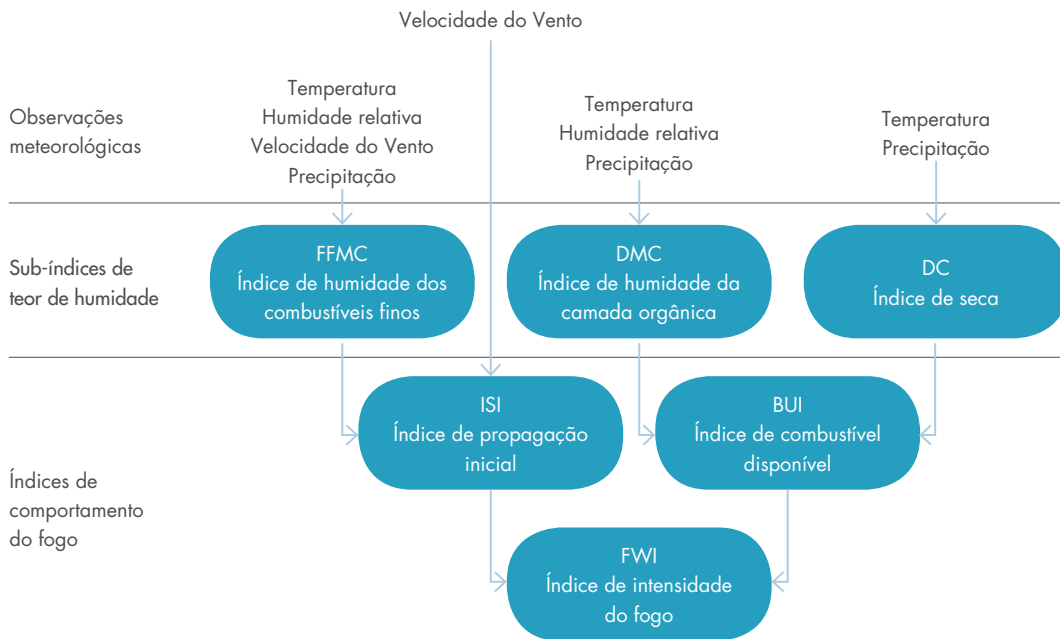 Velocidade do Vento
Observações
meteorológicas
Temperatura
Humidade relativa
Velocidade do Vento
Precipitação
Temperatura
Humidade relativa
Precipitação
Temperatura
Precipitação
Sub-índices de
teor de humidade
FFMC
Índice de humidade dos
combustíveis finos
DMC
Índice de humidade da
camada orgânica
DC
Índice de seca
Índices de
comportamento
do fogo
ISI
Índice de propagação
inicial
BUI
Índice de combustível
disponível
FWI
Índice de intensidade
do fogo